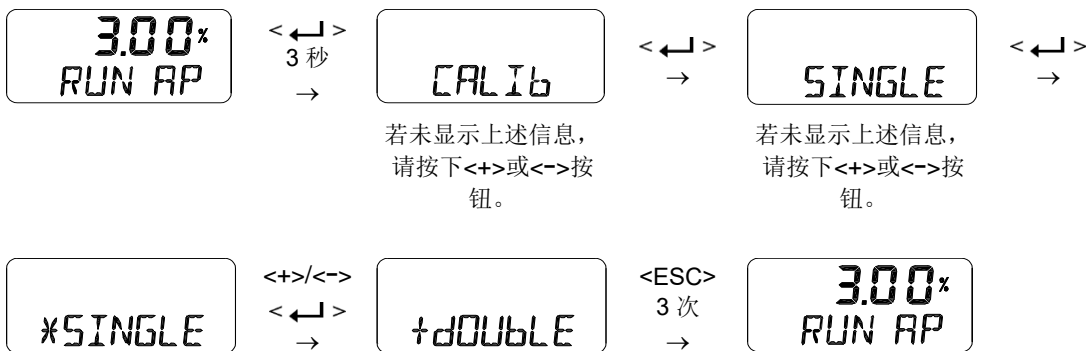 3.00%
RUN AP
<↵>
3 秒
→
CALIb
若未显示上述信息，
请按下<+>或<->按
钮。
<↵>
→
SINGLE
若未显示上述信息，
请按下<+>或<->按
钮。
<↵>
→
*SINGLE
<+>/<->
<↵>
→
+dOUbLE
<ESC>
3 次
→
3.00%
RUN AP